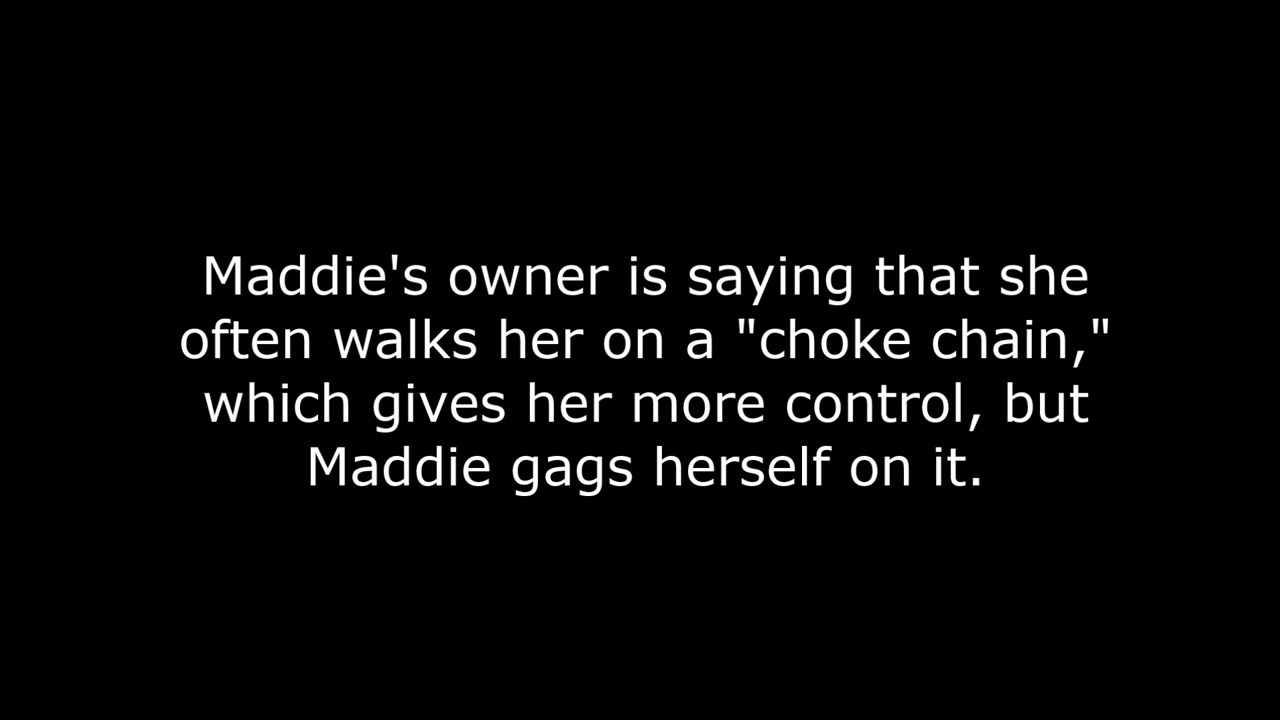 Maddie's owner is saying that she
often walks her on a "choke chain,"
which gives her more control, but
Maddie gags herself on it.